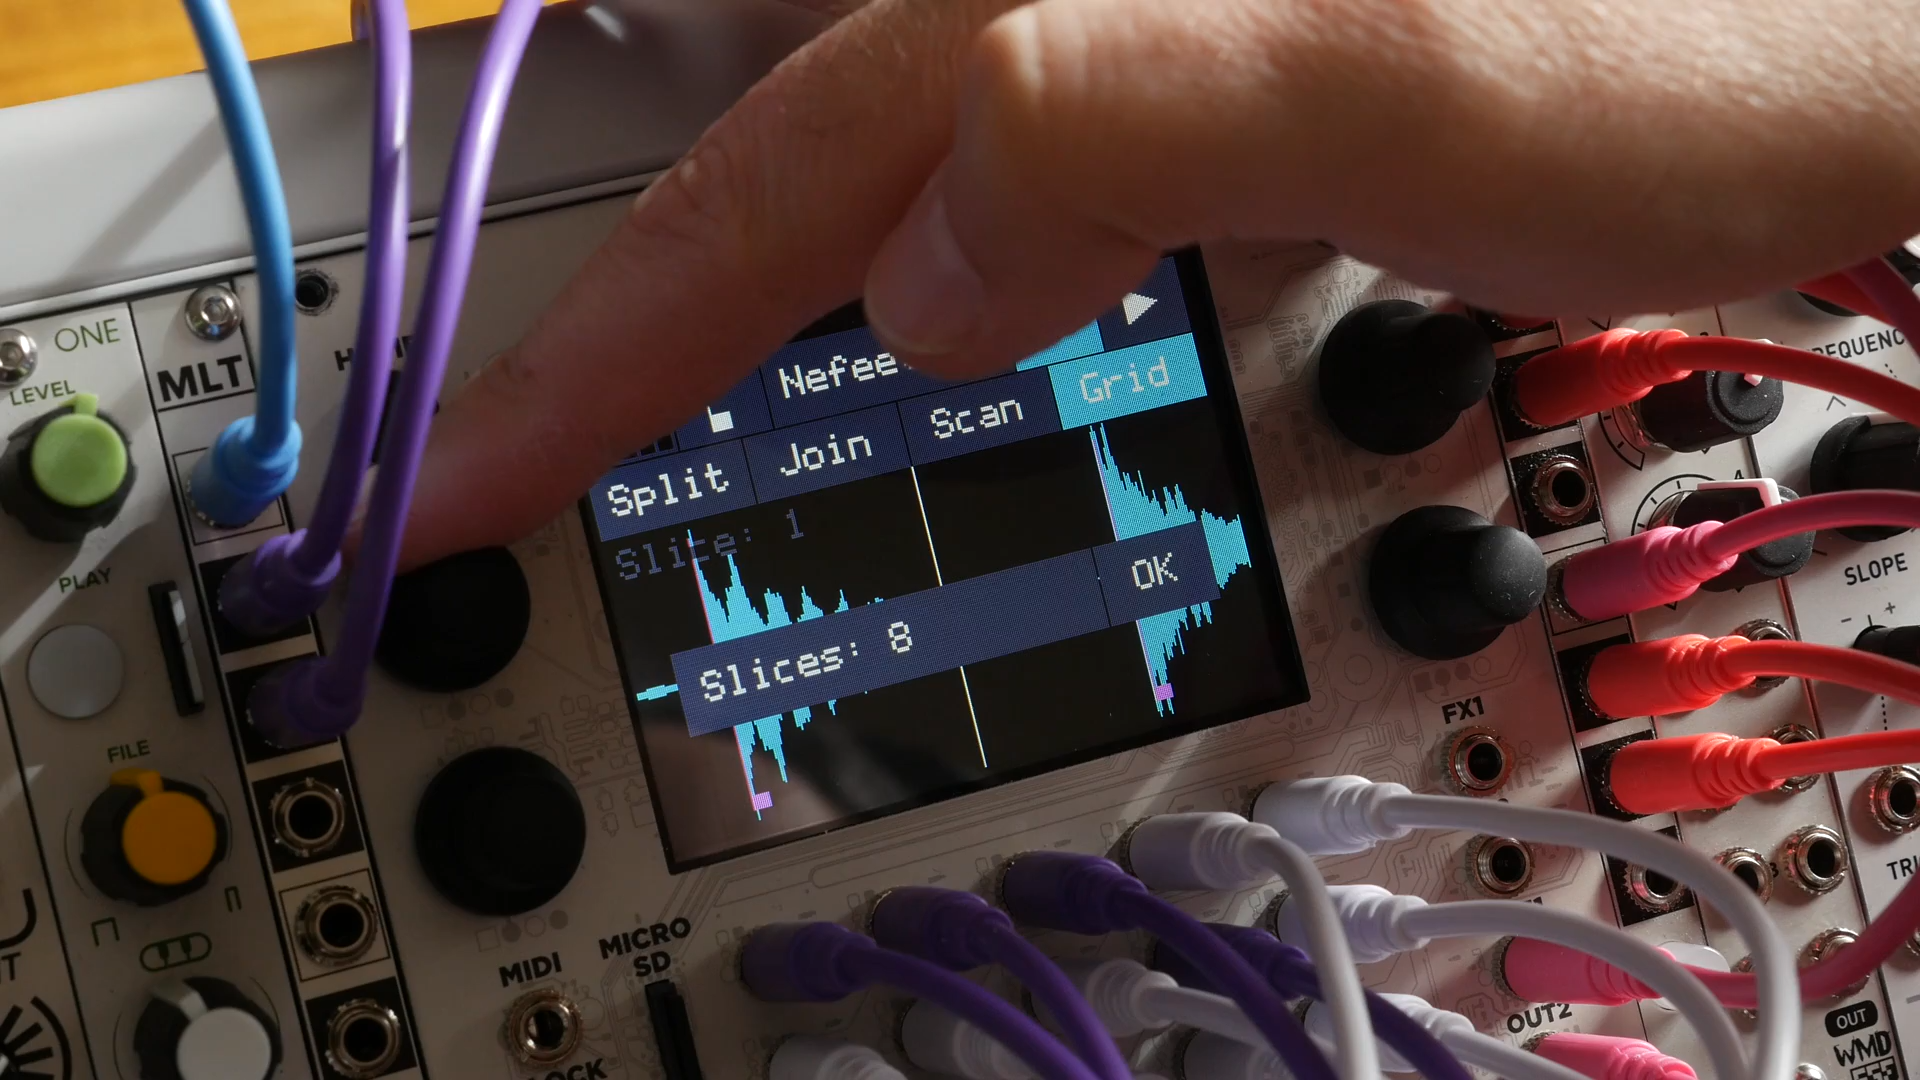 ONE
LEVEL
MLT
PLAY
FILE
Nefee
Split
Join
Scan
Grid
Slice: 1
Slices: 8
OK
MIDI
MICRO
SD
FX1
SLOPE
OUT2
OUT
WMD